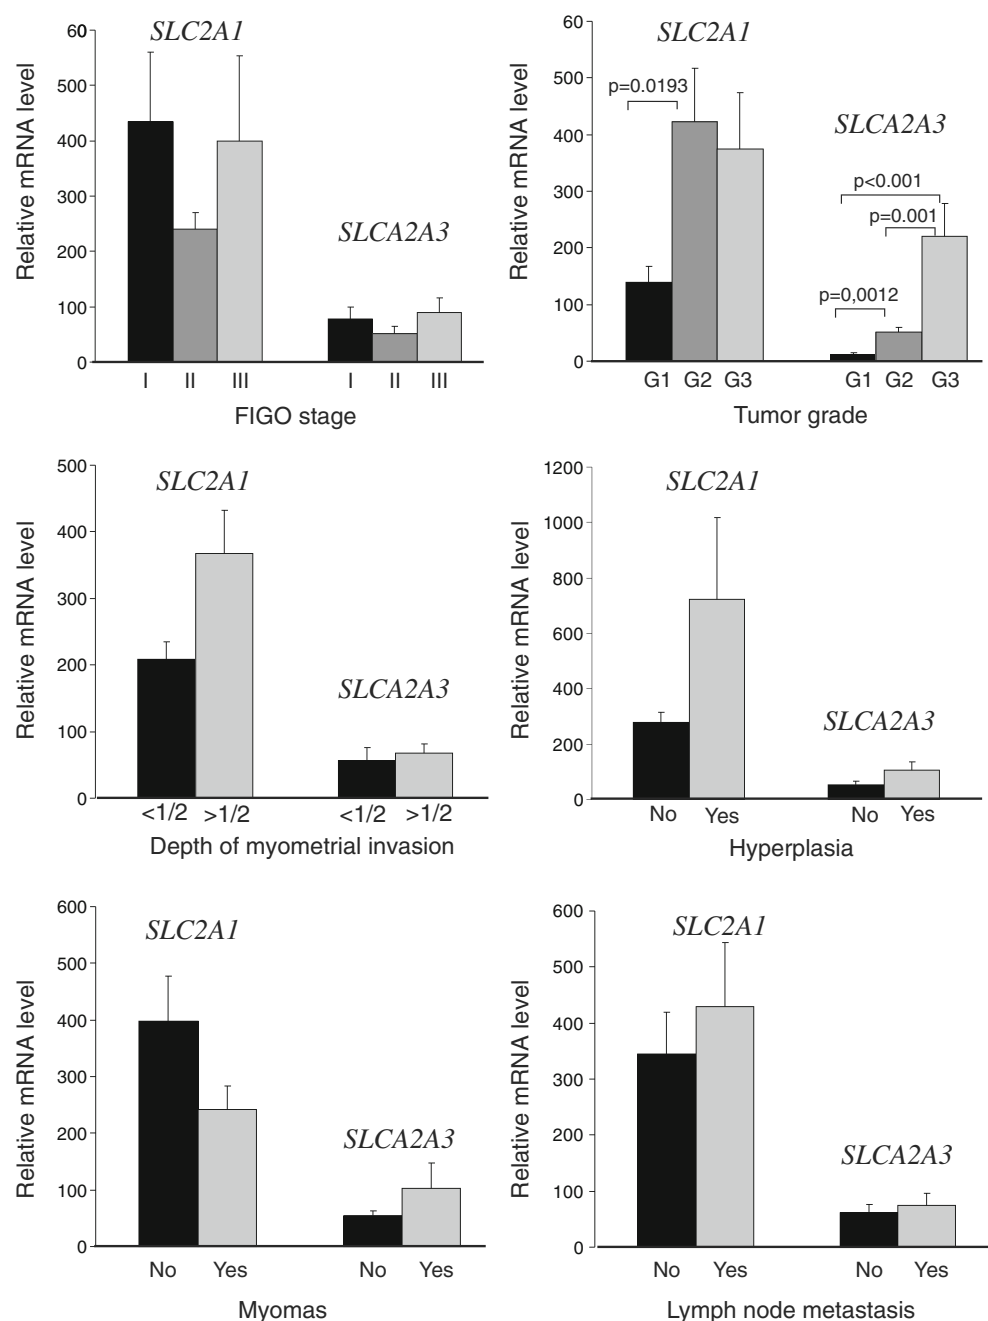 SLC2A1
SLCA2A3
Relative mRNA level
60
500
400
300
200
100
0
I II III I II III
FIGO stage
SLC2A1
SLCA2A3
p=0.0193
p<0.001
p=0.001
p=0,0012
Relative mRNA level
60
500
400
300
200
100
0
G1 G2 G3 G1 G2 G3
Tumor grade
SLC2A1
SLCA2A3
Relative mRNA level
500
400
300
200
100
0
<1/2 >1/2 <1/2 >1/2
Depth of myometrial invasion
SLC2A1
SLCA2A3
Relative mRNA level
1200
1000
800
600
400
200
0
No Yes No Yes
Hyperplasia
SLC2A1
SLCA2A3
Relative mRNA level
600
500
400
300
200
100
0
No Yes No Yes
Myomas
SLC2A1
SLCA2A3
Relative mRNA level
600
500
400
300
200
100
0
No Yes No Yes
Lymph node metastasis